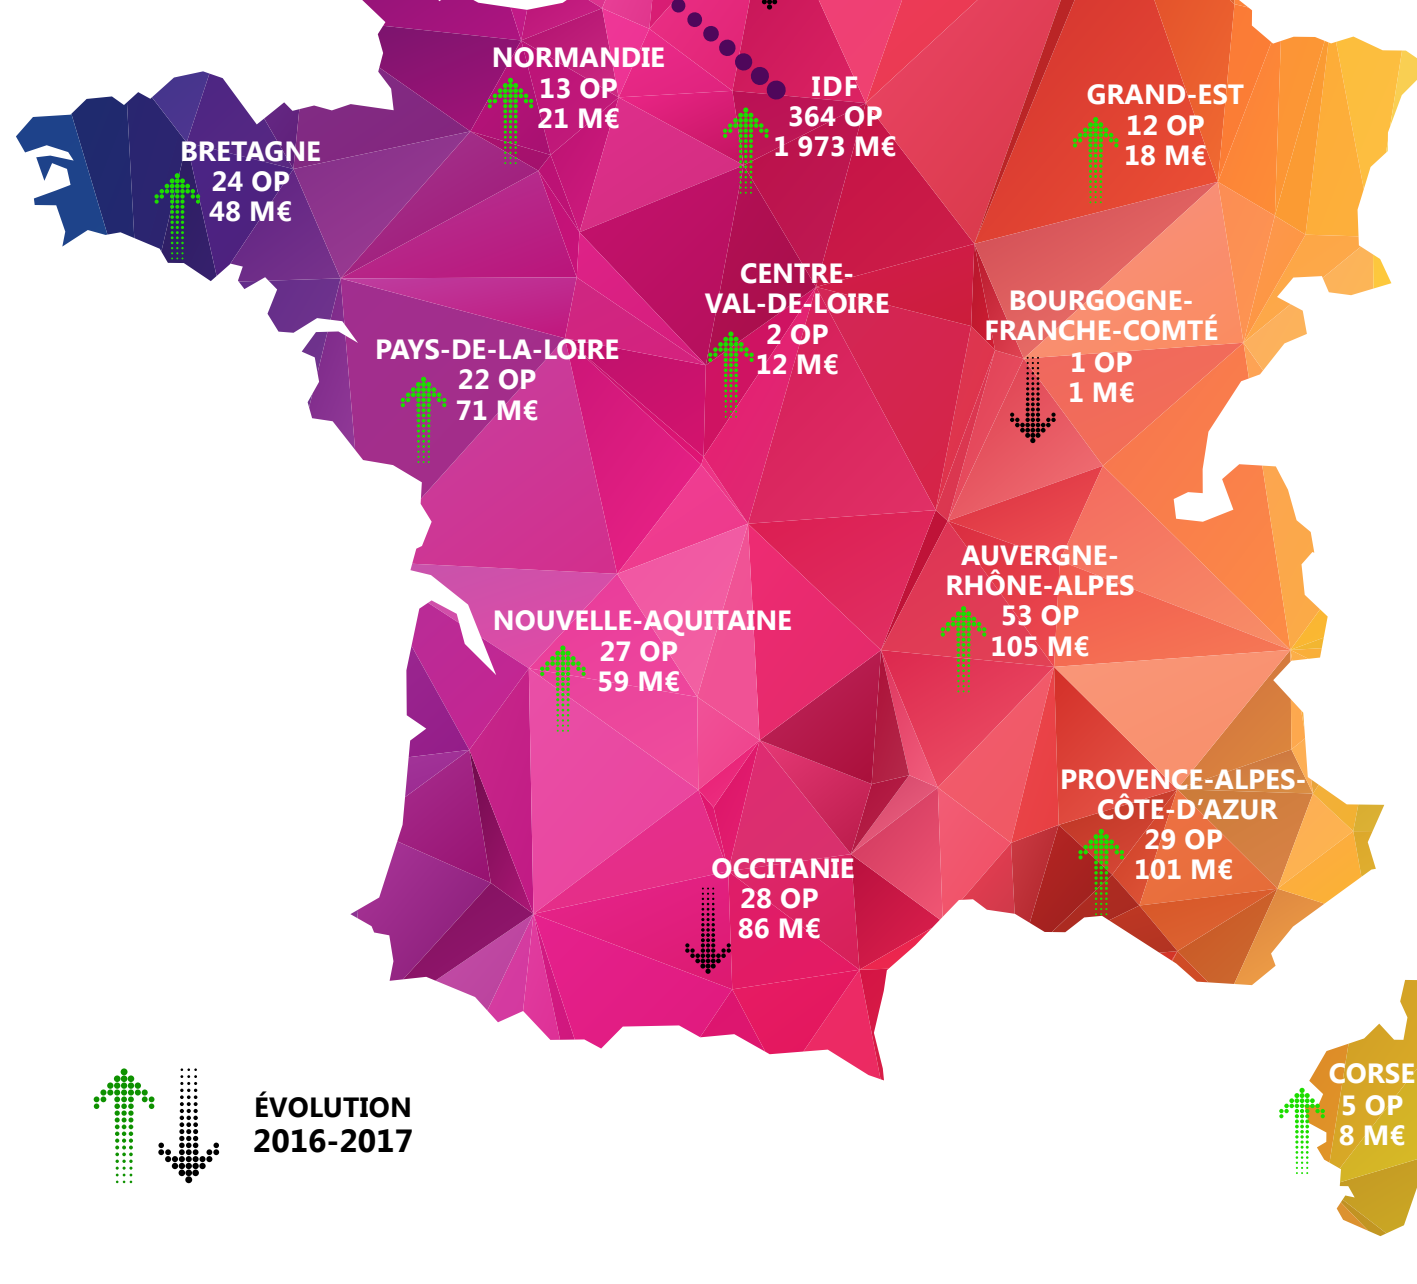 NORMANDIE
13 OP
21 M€
IDF
364 OP
1 973 M€
GRAND-EST
12 OP
18 M€
BRETAGNE
24 OP
48 M€
CENTRE-
VAL-DE-LOIRE
2 OP
12 M€
BOURGOGNE-
FRANCHE-COMTÉ
1 OP
1 M€
PAYS-DE-LA-LOIRE
22 OP
71 M€
AUVERGNE-
RHÔNE-ALPES
53 OP
105 M€
NOUVELLE-AQUITAINE
27 OP
59 M€
PROVENCE-ALPES-
CÔTE-D’AZUR
29 OP
101 M€
OCCITANIE
28 OP
86 M€
CORSE
5 OP
8 M€
ÉVOLUTION
2016-2017